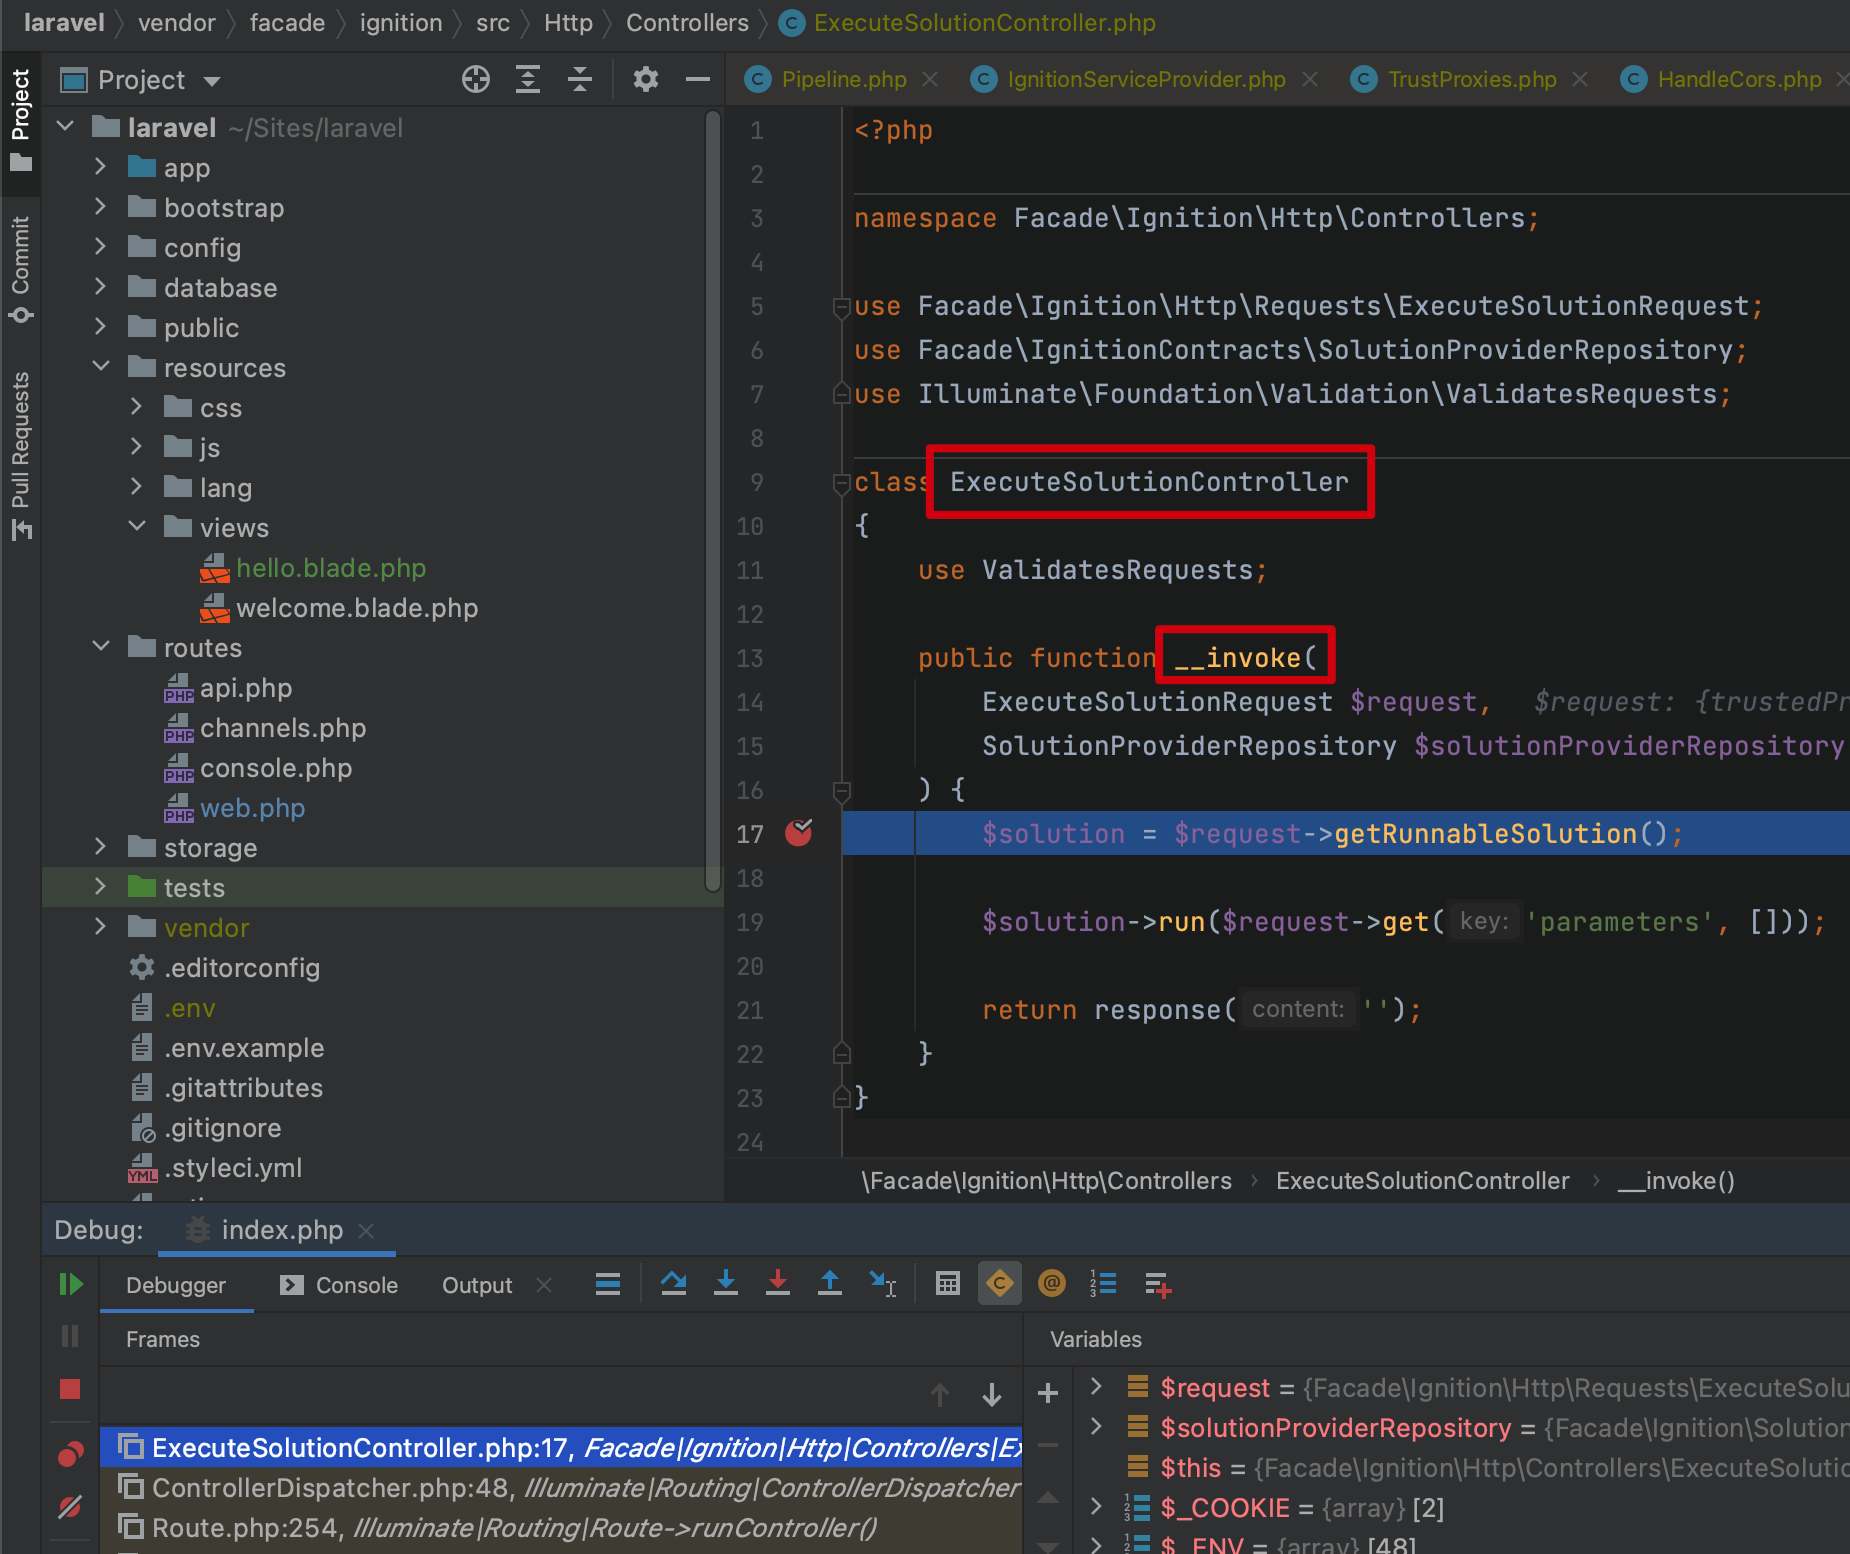 laravel vendor facade ignition src Http Controllers ExecuteSolutionController.php
Project
Commit
Pull Requests
Project
laravel ~/Sites/laravel
app
bootstrap
config
database
public
resources
css
js
lang
views
hello.blade.php
welcome.blade.php
routes
api.php
channels.php
console.php
web.php
storage
tests
vendor
.editorconfig
.env
.env.example
.gitattributes
.gitignore
.styleci.yml
Pipeline.php IgnitionServiceProvider.php TrustProxies.php HandleCors.php
1 <?php
2
3 namespace Facade\Ignition\Http\Controllers;
4
5 use Facade\Ignition\Http\Requests\ExecuteSolutionRequest;
6 use Facade\IgnitionContracts\SolutionProviderRepository;
7 use Illuminate\Foundation\Validation\ValidatesRequests;
8
9 class ExecuteSolutionController
10 {
11 use ValidatesRequests;
12
13 public function __invoke(
14 ExecuteSolutionRequest $request, $request: {trustedPr
15 SolutionProviderRepository $solutionProviderRepository
16 ) {
17 $solution = $request->getRunnableSolution();
18
19 $solution->run($request->get( key: 'parameters', []));
20
21 return response( content: '');
22 }
23 }
24
\Facade\Ignition\Http\Controllers › ExecuteSolutionController › __invoke()
Debug: index.php
Debugger Console Output
Frames
ExecuteSolutionController.php:17, Facade|Ignition|Http|Controllers|Ex
ControllerDispatcher.php:48, Illuminate|Routing|ControllerDispatcher
Route.php:254, Illuminate|Routing|Route->runController()
Variables
$request = {Facade\Ignition\Http\Requests\ExecuteSolu
$solutionProviderRepository = {Facade\Ignition\Solution
$this = {Facade\Ignition\Http\Controllers\ExecuteSolutio
$_COOKIE = {array} [2]
$_ENV = {array} [48]